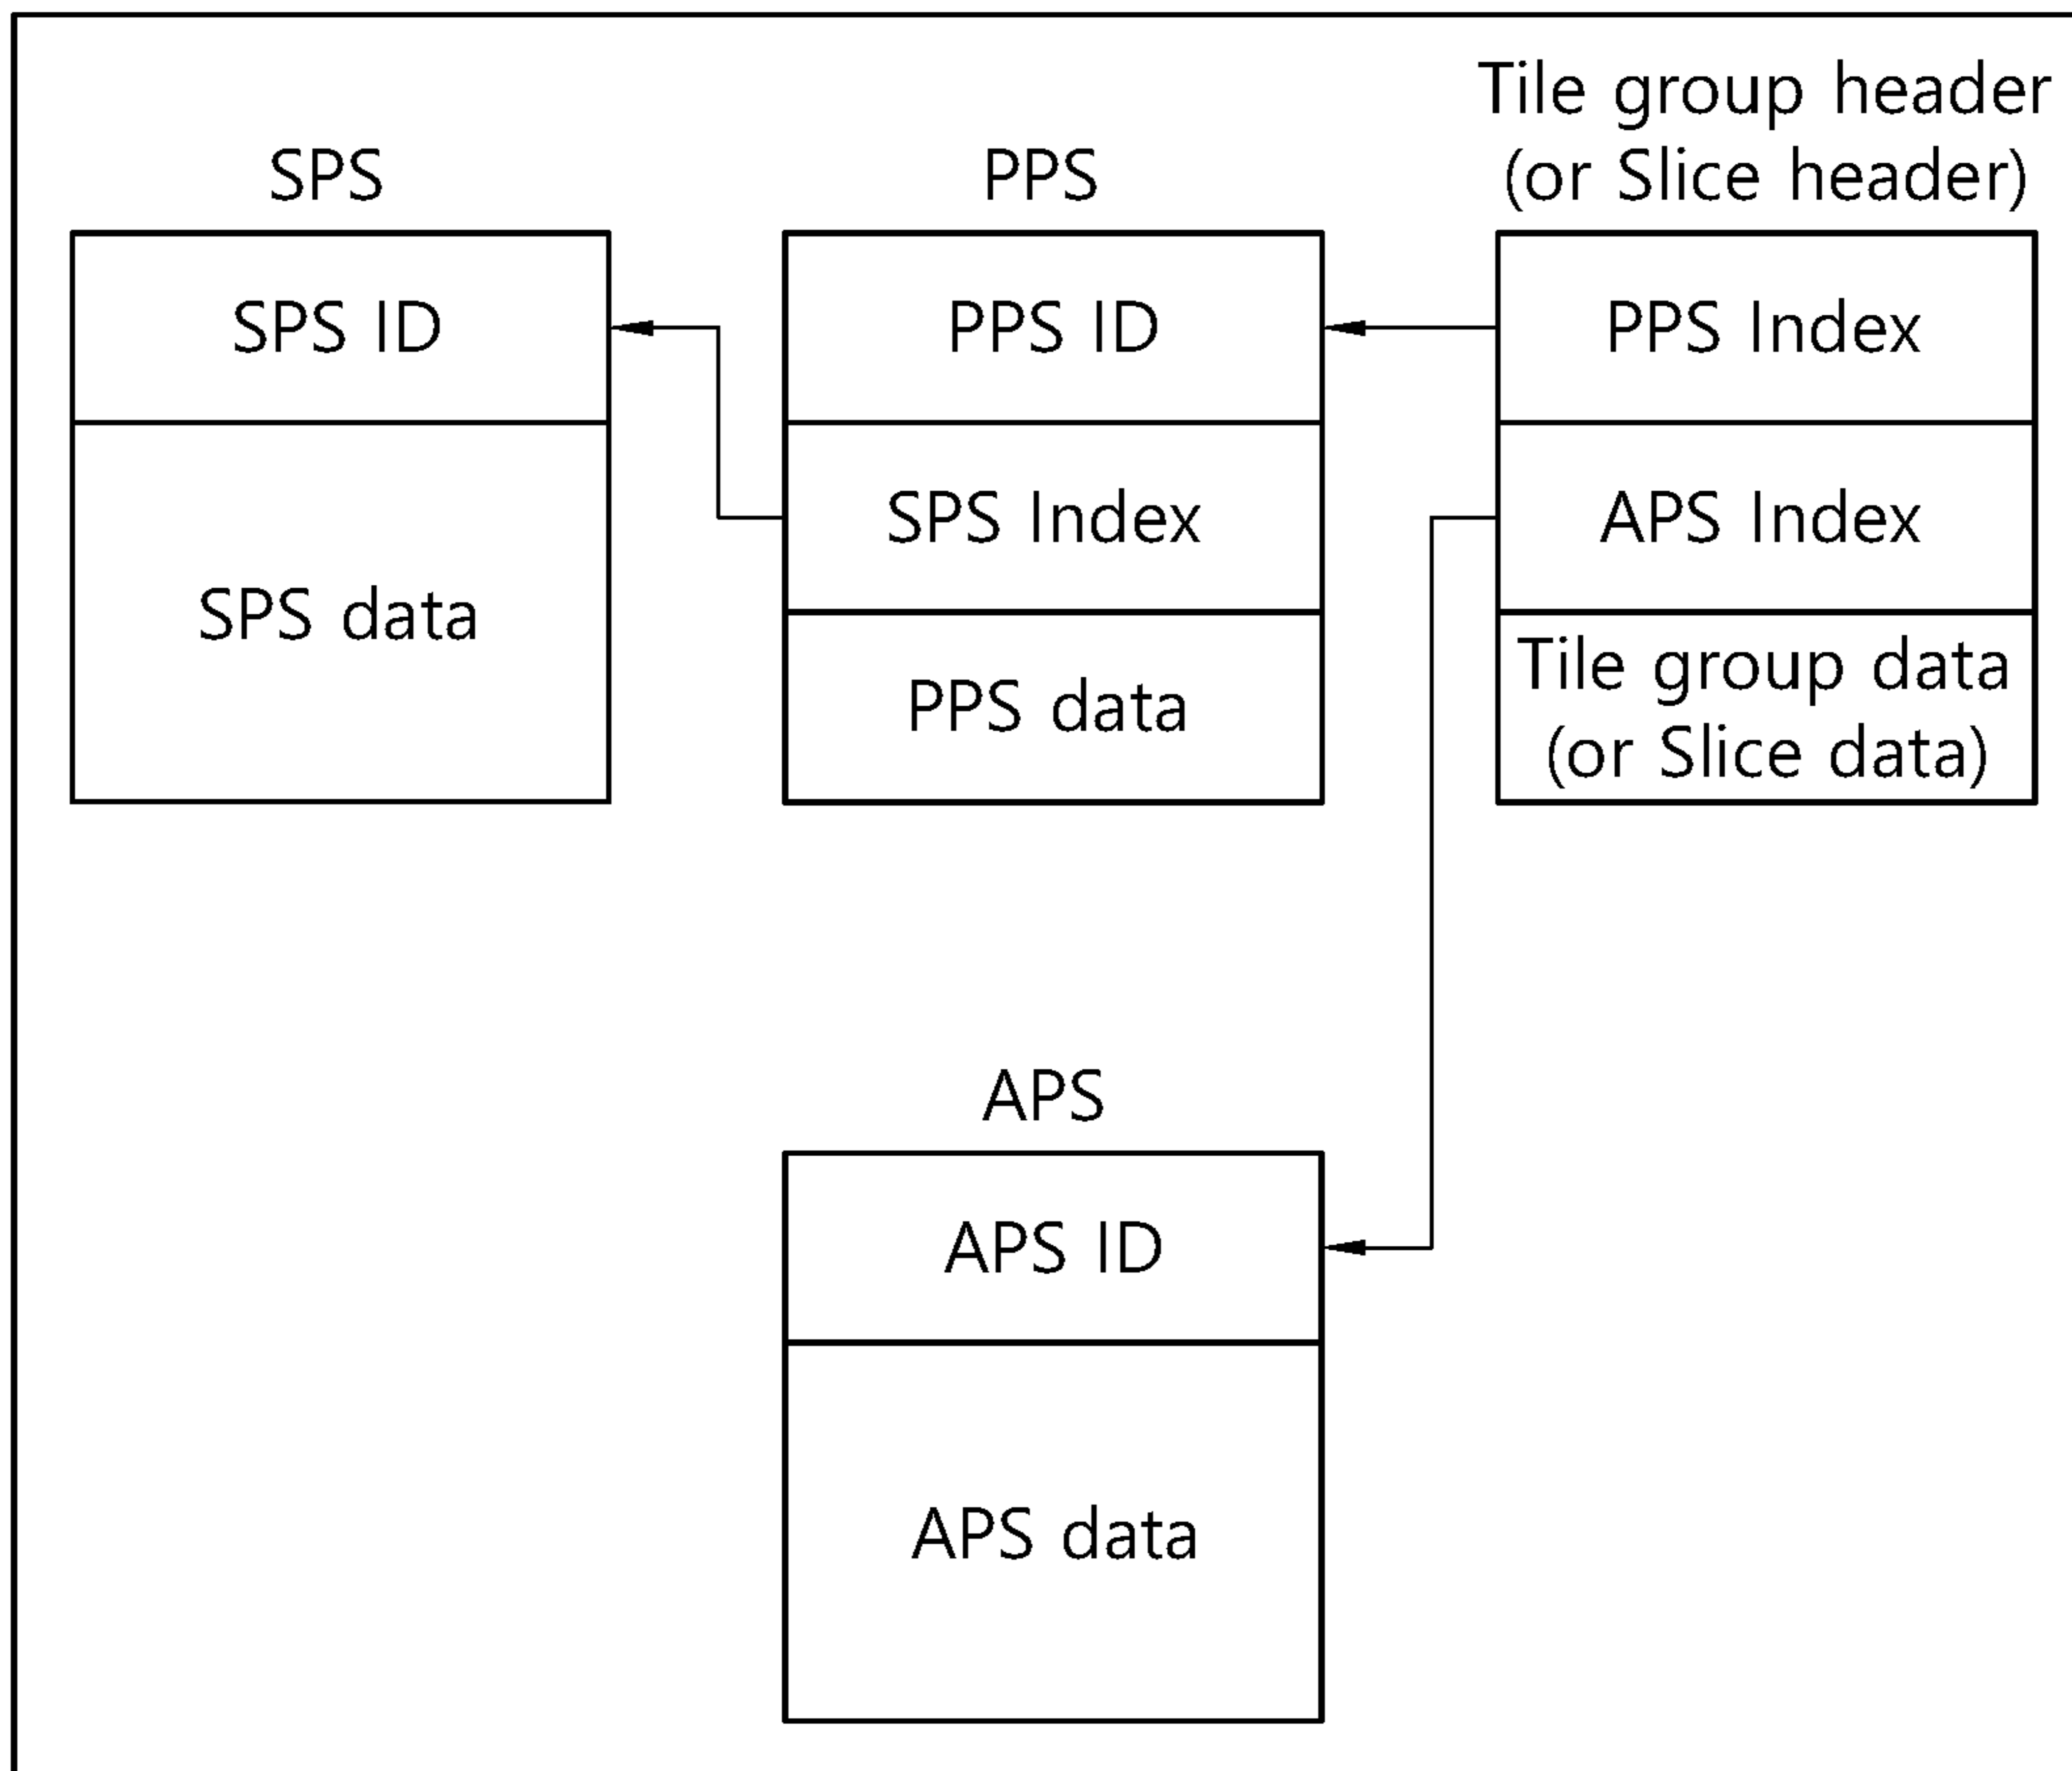 SPS
SPS ID
SPS data
PPS
PPS ID
SPS Index
PPS data
Tile group header
(or Slice header)
PPS Index
APS Index
Tile group data
(or Slice data)
APS
APS ID
APS data